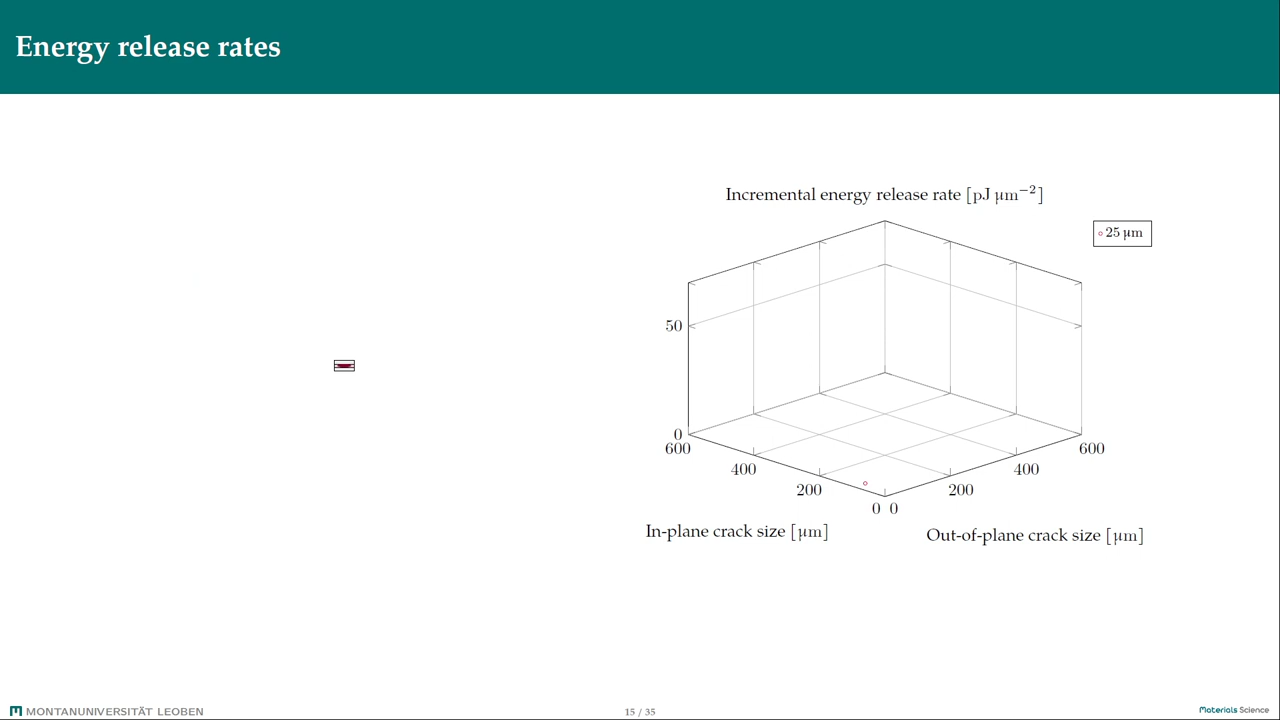 Energy release rates
Incremental energy release rate [pJ µm⁻²]
25 µm
50
0
600
400
200
0
0
200
400
600
In-plane crack size [µm]
Out-of-plane crack size [µm]
MONTANUNIVERSITÄT LEOBEN
15 / 35
Materials Science